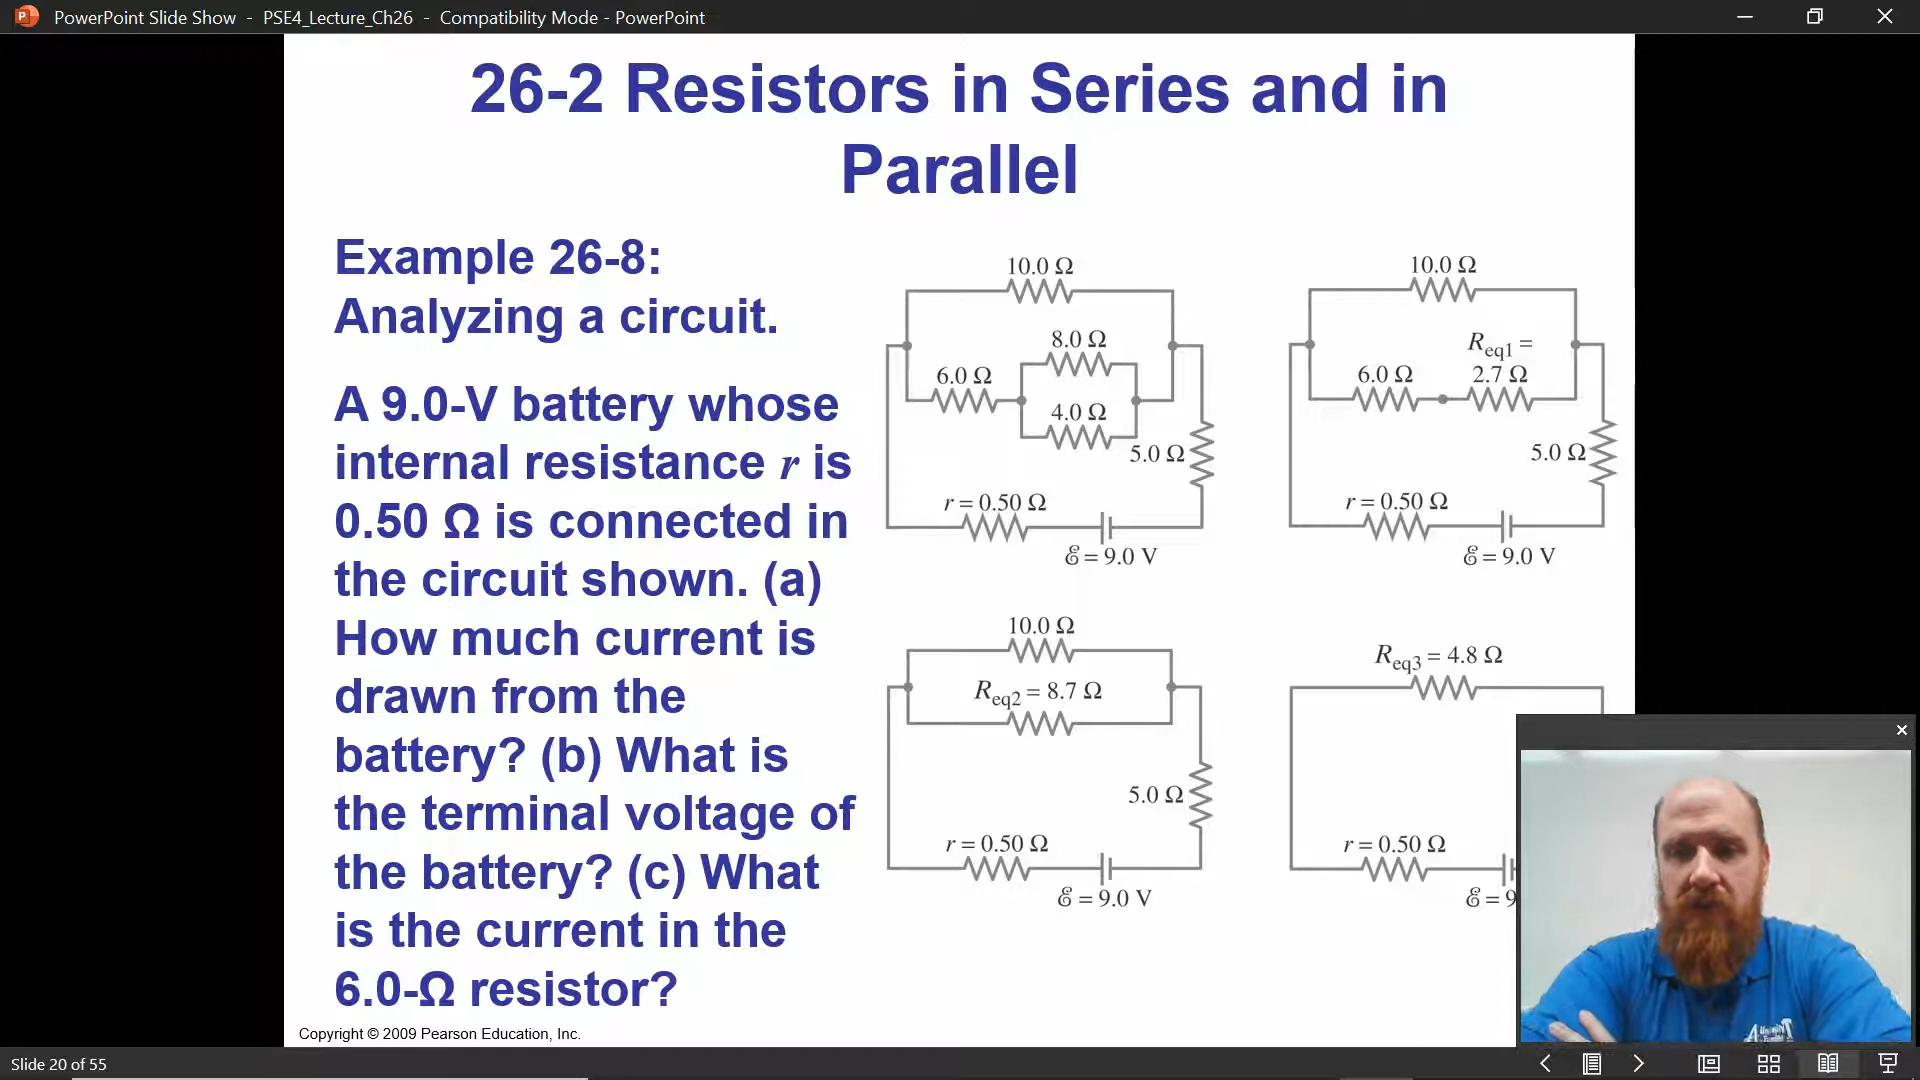 PowerPoint Slide Show - PSE4_Lecture_Ch26 - Compatibility Mode - PowerPoint
26-2 Resistors in Series and in
Parallel
Example 26-8:
Analyzing a circuit.
A 9.0-V battery whose
internal resistance r is
0.50 Ω is connected in
the circuit shown. (a)
How much current is
drawn from the
battery? (b) What is
the terminal voltage of
the battery? (c) What
is the current in the
6.0-Ω resistor?
10.0 Ω
8.0 Ω
6.0 Ω
4.0 Ω
5.0 Ω
r = 0.50 Ω
ℰ = 9.0 V
10.0 Ω
Req1 =
6.0 Ω
2.7 Ω
5.0 Ω
r = 0.50 Ω
ℰ = 9.0 V
10.0 Ω
Req2 = 8.7 Ω
5.0 Ω
r = 0.50 Ω
ℰ = 9.0 V
Req3 = 4.8 Ω
r = 0.50 Ω
ℰ = 9
Copyright © 2009 Pearson Education, Inc.
Slide 20 of 55